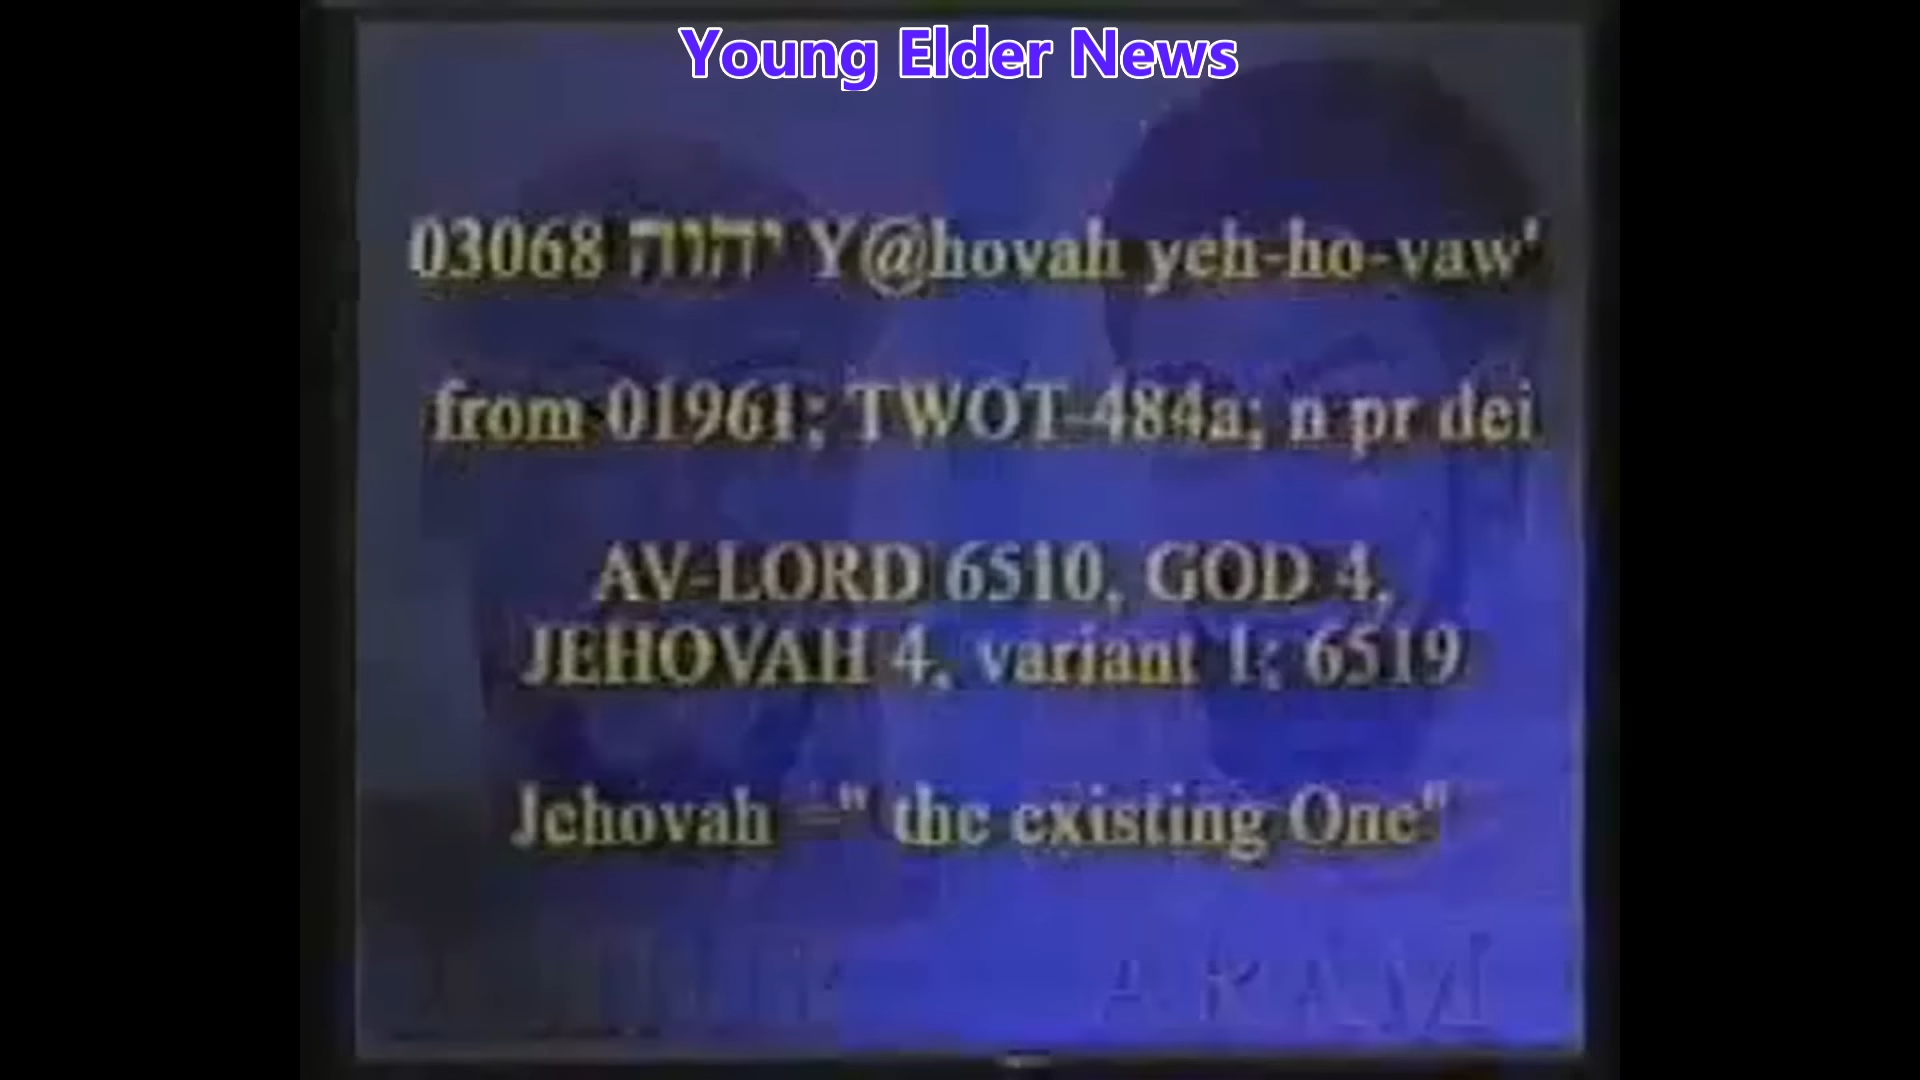 Young Elder News
03068 יהוה Y@hovah yeh-ho-vaw'
from 01961; TWOT-484a; n pr dei
AV-LORD 6510, GOD 4,
JEHOVAH 4, variant 1; 6519
Jehovah =" the existing One"
ARAM